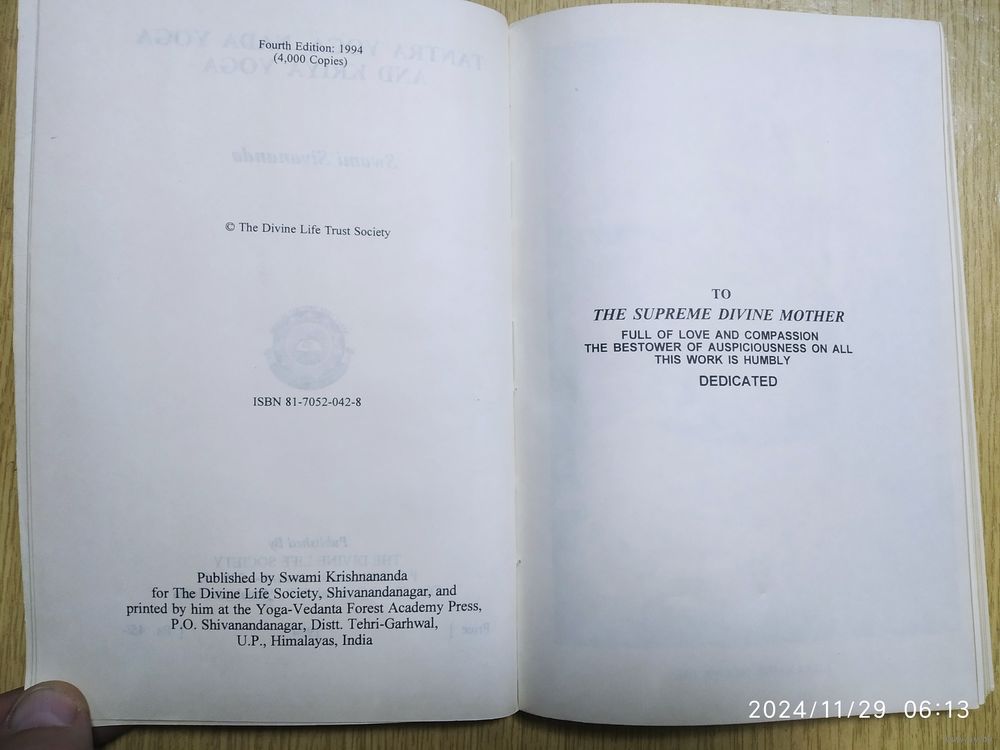 Fourth Edition: 1994
(4,000 Copies)
© The Divine Life Trust Society
ISBN 81-7052-042-8
Published by Swami Krishnananda
for The Divine Life Society, Shivanandanagar, and
printed by him at the Yoga-Vedanta Forest Academy Press,
P.O. Shivanandanagar, Distt. Tehri-Garhwal,
U.P., Himalayas, India
TO
THE SUPREME DIVINE MOTHER
FULL OF LOVE AND COMPASSION
THE BESTOWER OF AUSPICIOUSNESS ON ALL
THIS WORK IS HUMBLY
DEDICATED
2024/11/29 06:13